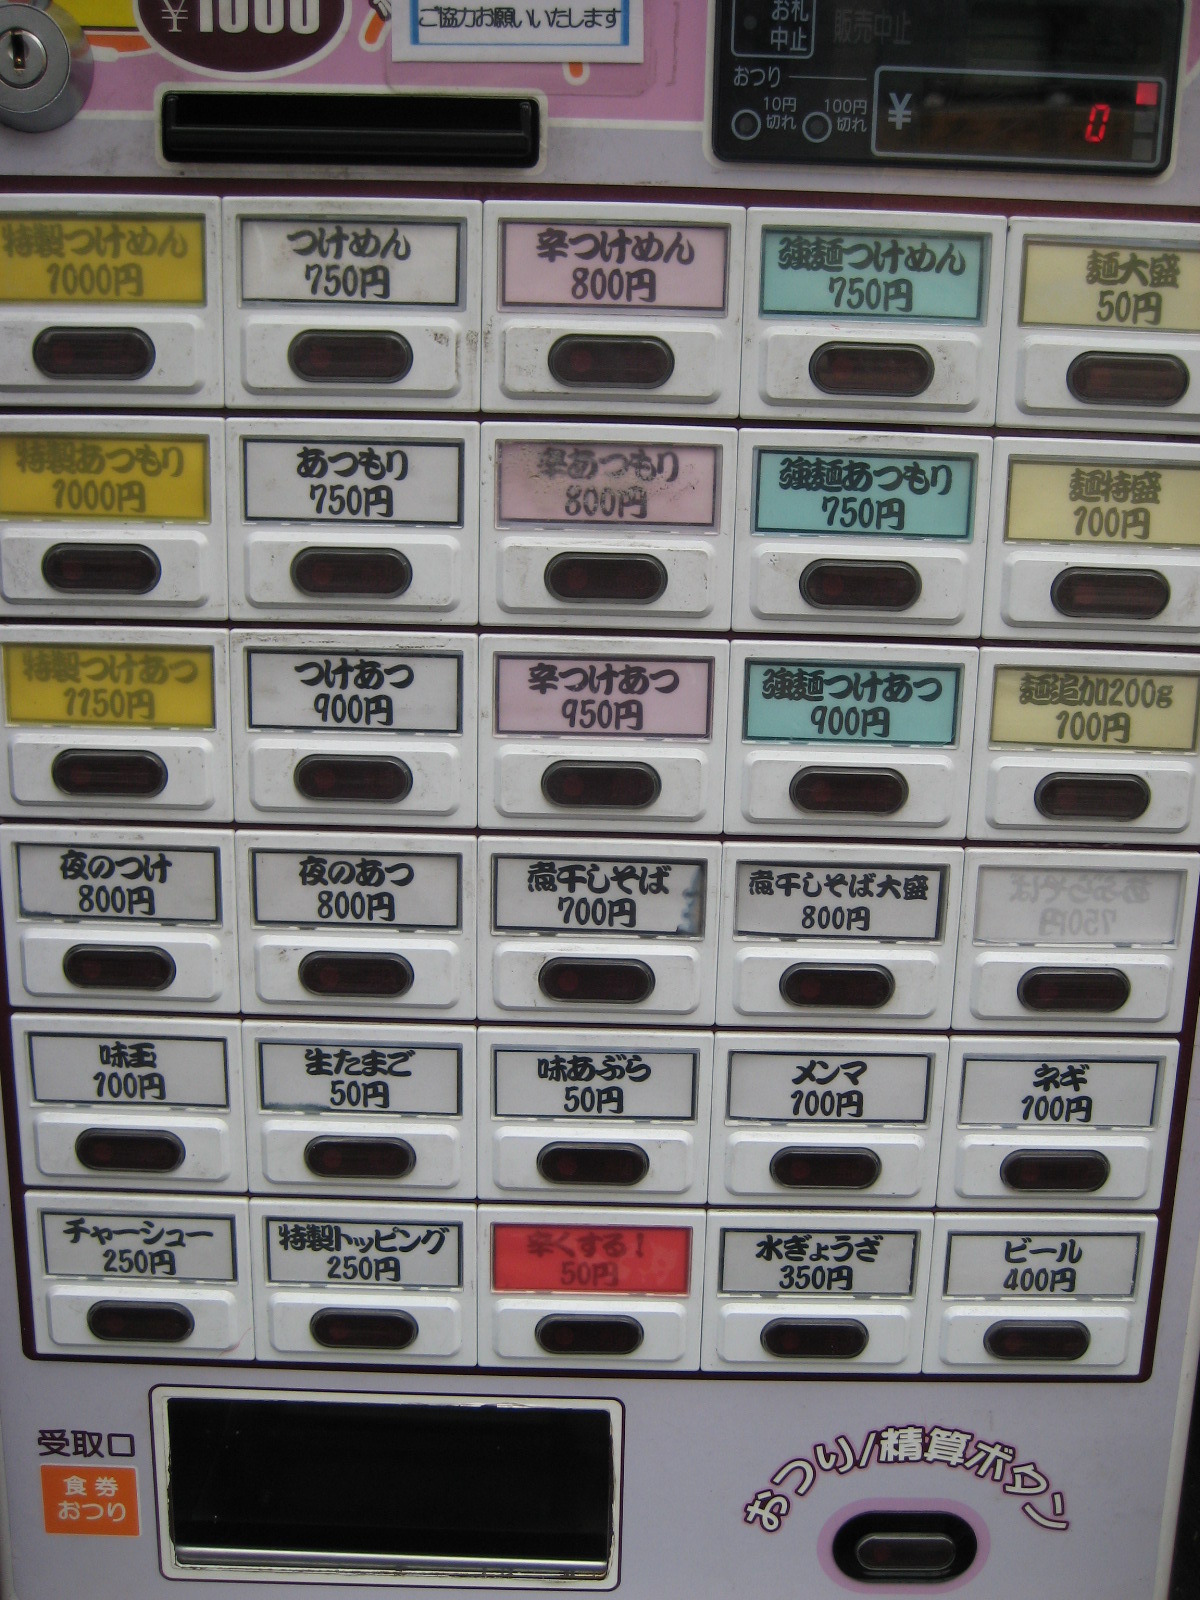 ¥1000
ご協力お願いいたします
お札
中止
販売中止
おつり
10円
切れ
100円
切れ
¥
0
特製つけめん
1000円
つけめん
750円
辛つけめん
800円
強麺つけめん
750円
麺大盛
50円
特製あつもり
1000円
あつもり
750円
辛あつもり
800円
強麺あつもり
750円
麺特盛
100円
特製つけあつ
1150円
つけあつ
900円
辛つけあつ
950円
強麺つけあつ
900円
麺追加200g
100円
夜のつけ
800円
夜のあつ
800円
煮干しそば
700円
煮干しそば大盛
800円
あぶらそば
750円
味玉
100円
生たまご
50円
味あぶら
50円
メンマ
100円
ネギ
100円
チャーシュー
250円
特製トッピング
250円
辛くする！
50円
水ぎょうざ
350円
ビール
400円
受取口
食券
おつり
おつり/精算ボタン